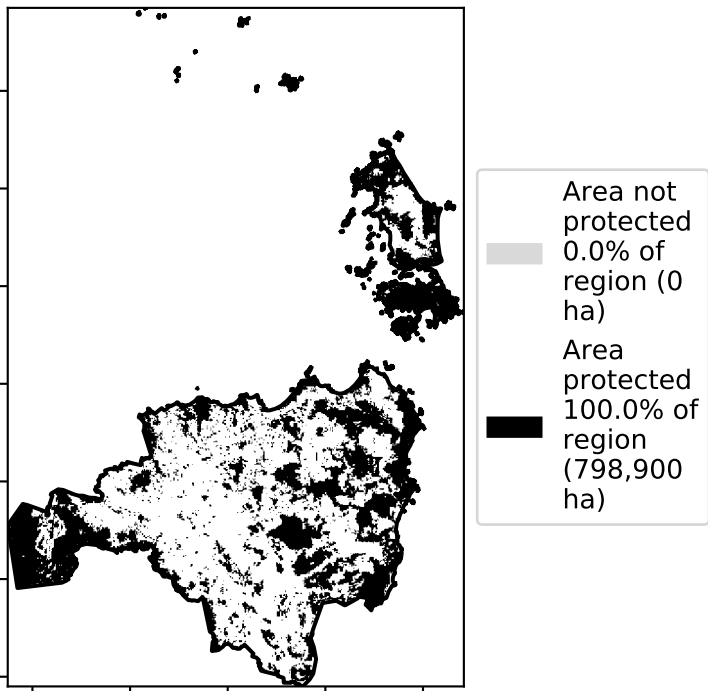 Area not
protected
0.0% of
region (0
ha)
Area
protected
100.0% of
region
(798,900
ha)